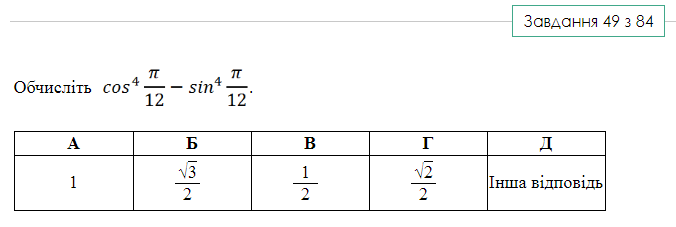 Завдання 49 з 84
Обчисліть cos⁴ π/12 − sin⁴ π/12.
А Б В Г Д
1 √3/2 1/2 √2/2 Інша відповідь